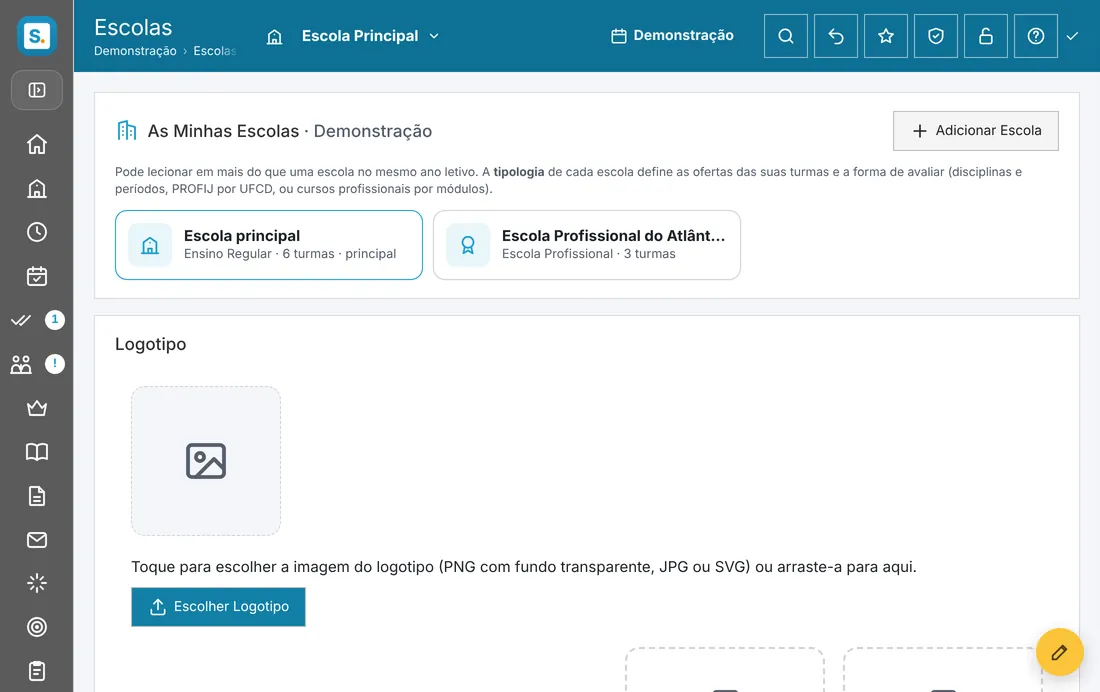 S.
Escolas
Demonstração › Escolas
Escola Principal
Demonstração
1
!
As Minhas Escolas · Demonstração
Adicionar Escola
Pode lecionar em mais do que uma escola no mesmo ano letivo. A tipologia de cada escola define as ofertas das suas turmas e a forma de avaliar (disciplinas e
períodos, PROFIJ por UFCD, ou cursos profissionais por módulos).
Escola principal
Ensino Regular · 6 turmas · principal
Escola Profissional do Atlânt...
Escola Profissional · 3 turmas
Logotipo
Toque para escolher a imagem do logotipo (PNG com fundo transparente, JPG ou SVG) ou arraste-a para aqui.
Escolher Logotipo